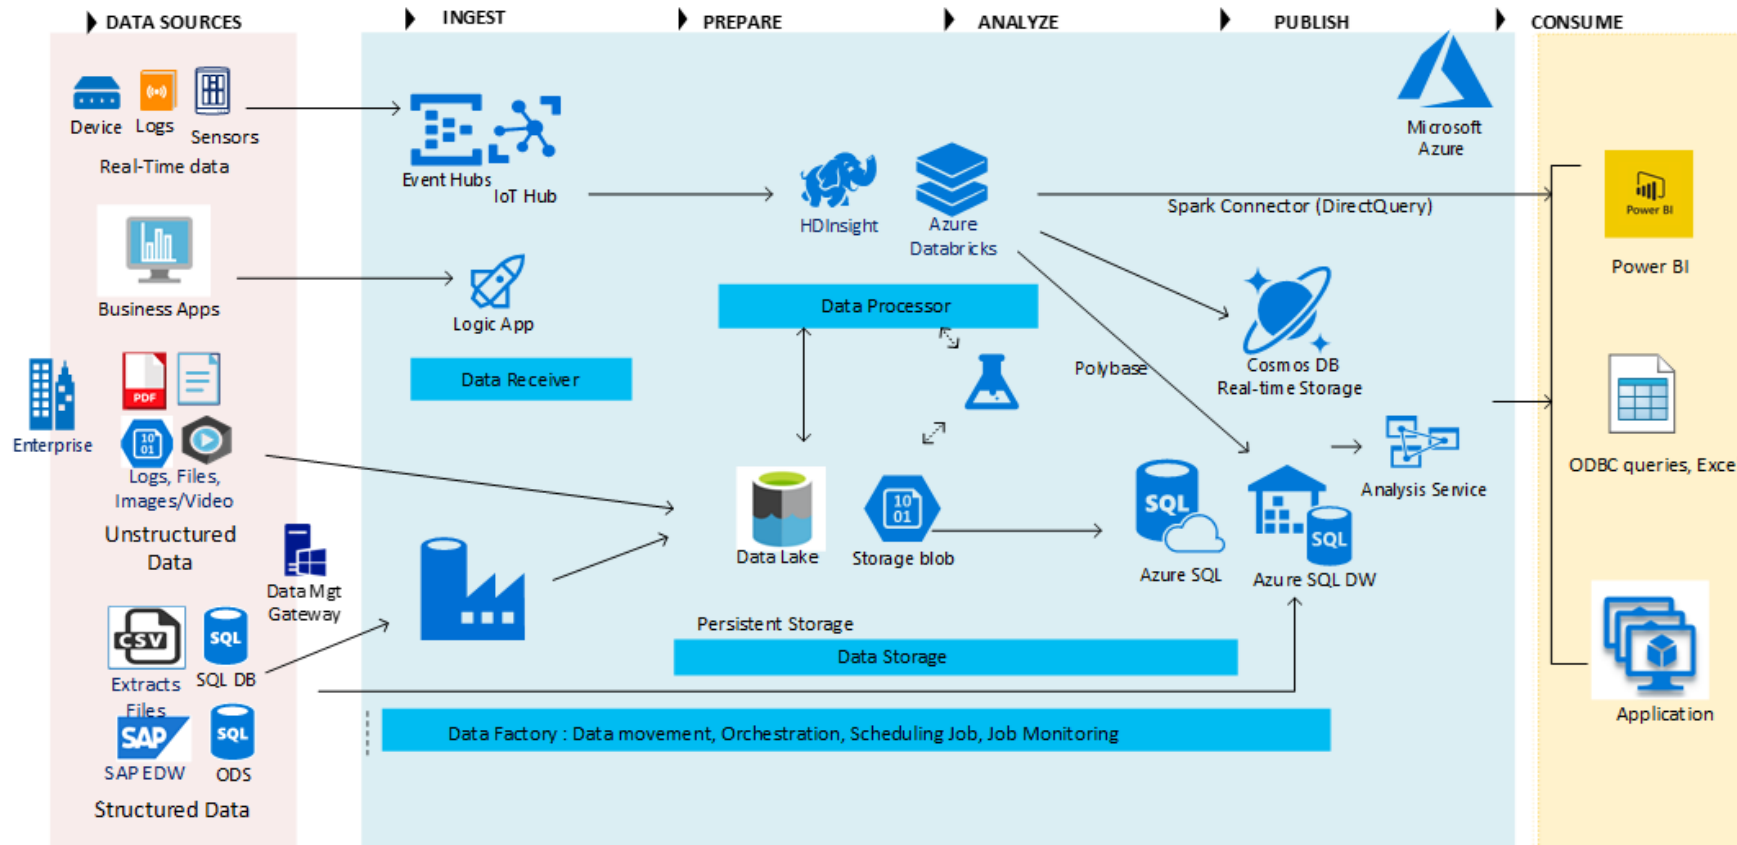 DATA SOURCES
INGEST
PREPARE
ANALYZE
PUBLISH
CONSUME
Device
Logs
Sensors
Real-Time data
Business Apps
Enterprise
PDF
10
01
Logs, Files,
Images/Video
Unstructured
Data
Data Mgt
Gateway
CSV
SQL
Extracts
Files
SQL DB
SAP
SQL
SAP EDW
ODS
Structured Data
Event Hubs
IoT Hub
Logic App
Data Receiver
HDInsight
Azure
Databricks
Data Processor
Polybase
Data Lake
10
01
Storage blob
Persistent Storage
Data Storage
Data Factory : Data movement, Orchestration, Scheduling Job, Job Monitoring
Microsoft
Azure
Spark Connector (DirectQuery)
Cosmos DB
Real-time Storage
SQL
Azure SQL
SQL
Azure SQL DW
Analysis Service
Power BI
Power BI
ODBC queries, Exce
Application